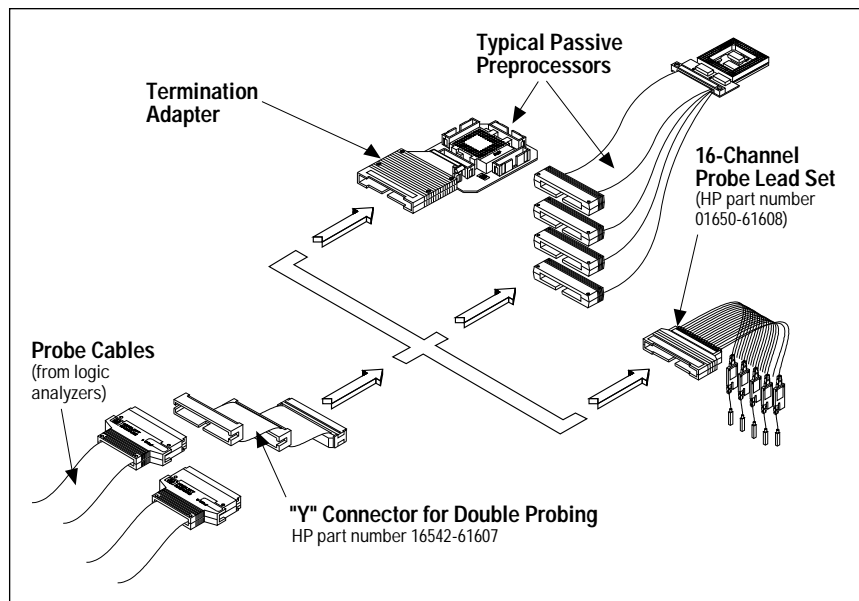 Typical Passive
Preprocessors
Termination
Adapter
16-Channel
Probe Lead Set
(HP part number
01650-61608)
Probe Cables
(from logic
analyzers)
"Y" Connector for Double Probing
HP part number 16542-61607